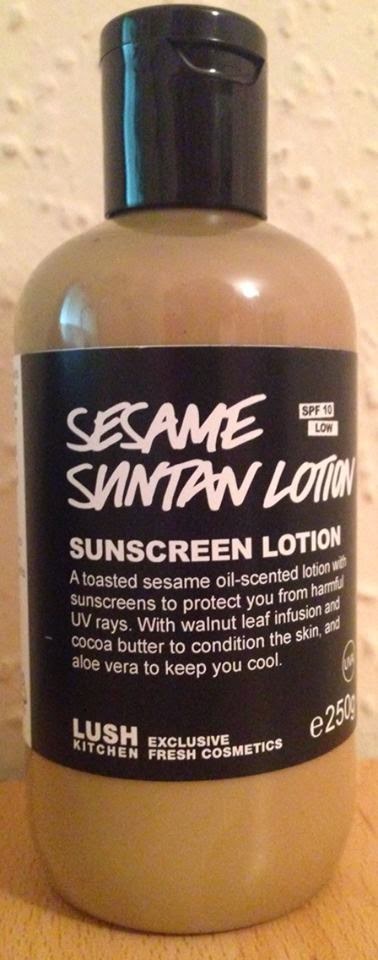 SESAME
SUNTAN LOTION
SPF 10
LOW
SUNSCREEN LOTION
A toasted sesame oil-scented lotion with
sunscreens to protect you from harmful
UV rays. With walnut leaf infusion and
cocoa butter to condition the skin, and
aloe vera to keep you cool.
UVA
LUSH
KITCHEN
EXCLUSIVE
FRESH COSMETICS
℮250g